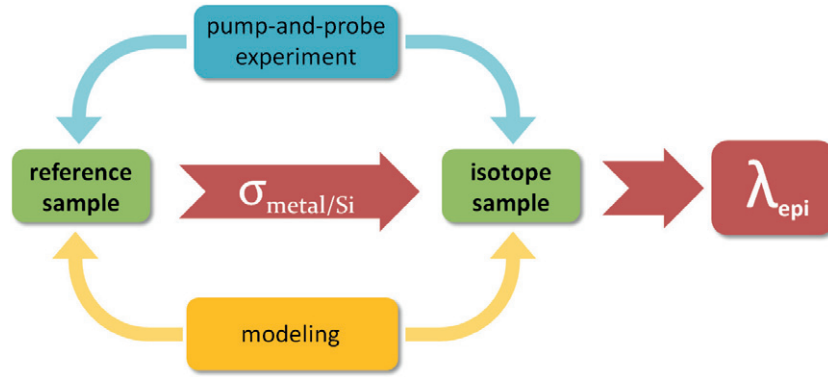 pump-and-probe
experiment
reference
sample
σmetal/Si
isotope
sample
λepi
modeling